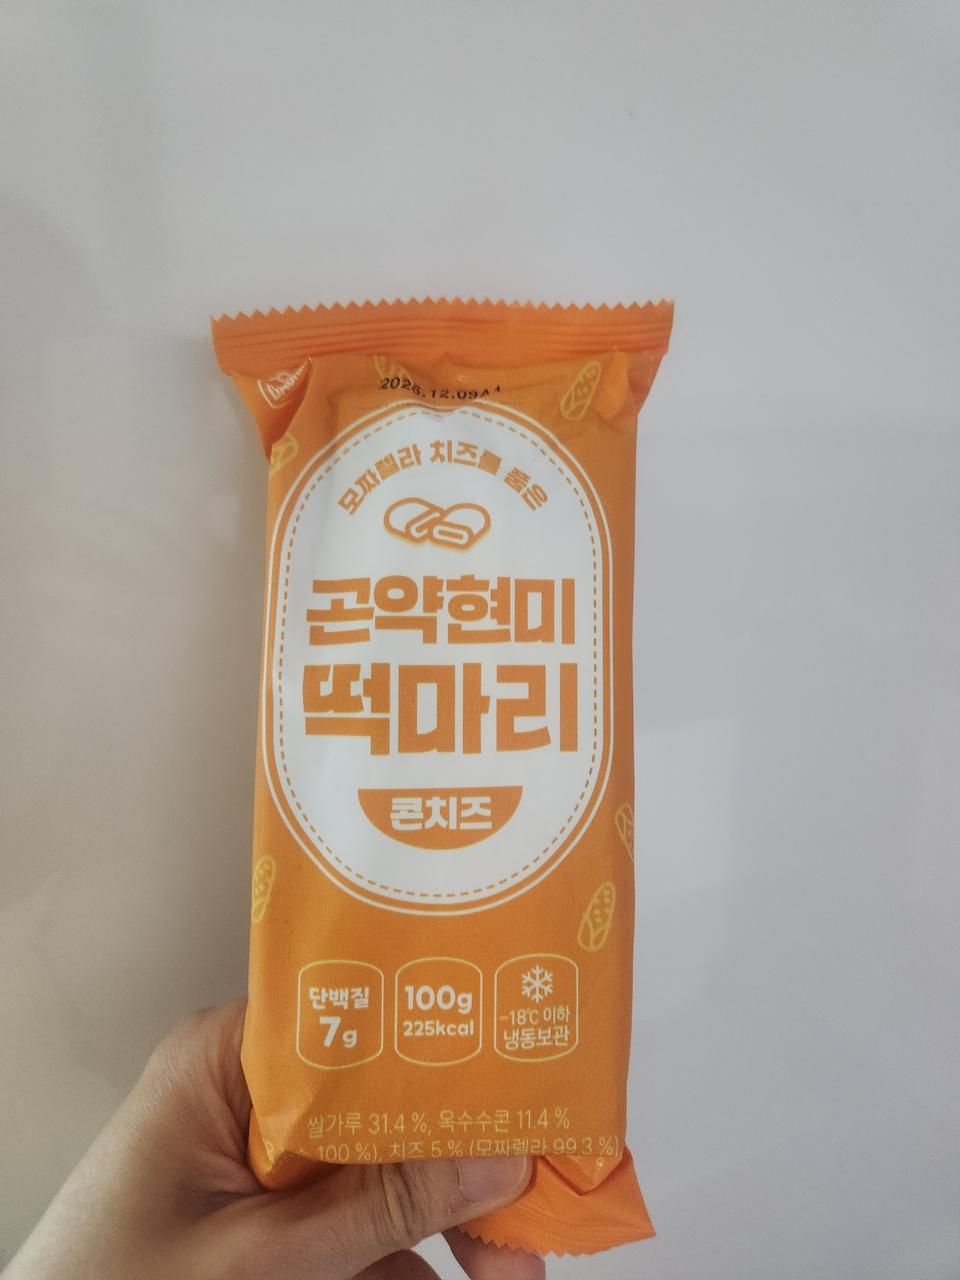 2026.12.09A1
모짜렐라 치즈를 품은
곤약현미
떡마리
콘치즈
단백질
7g
100g
225kcal
-18℃ 이하
냉동보관
쌀가루 31.4 %, 옥수수콘 11.4 %
100 %), 치즈 5 % (모짜렐라 99.3 %)